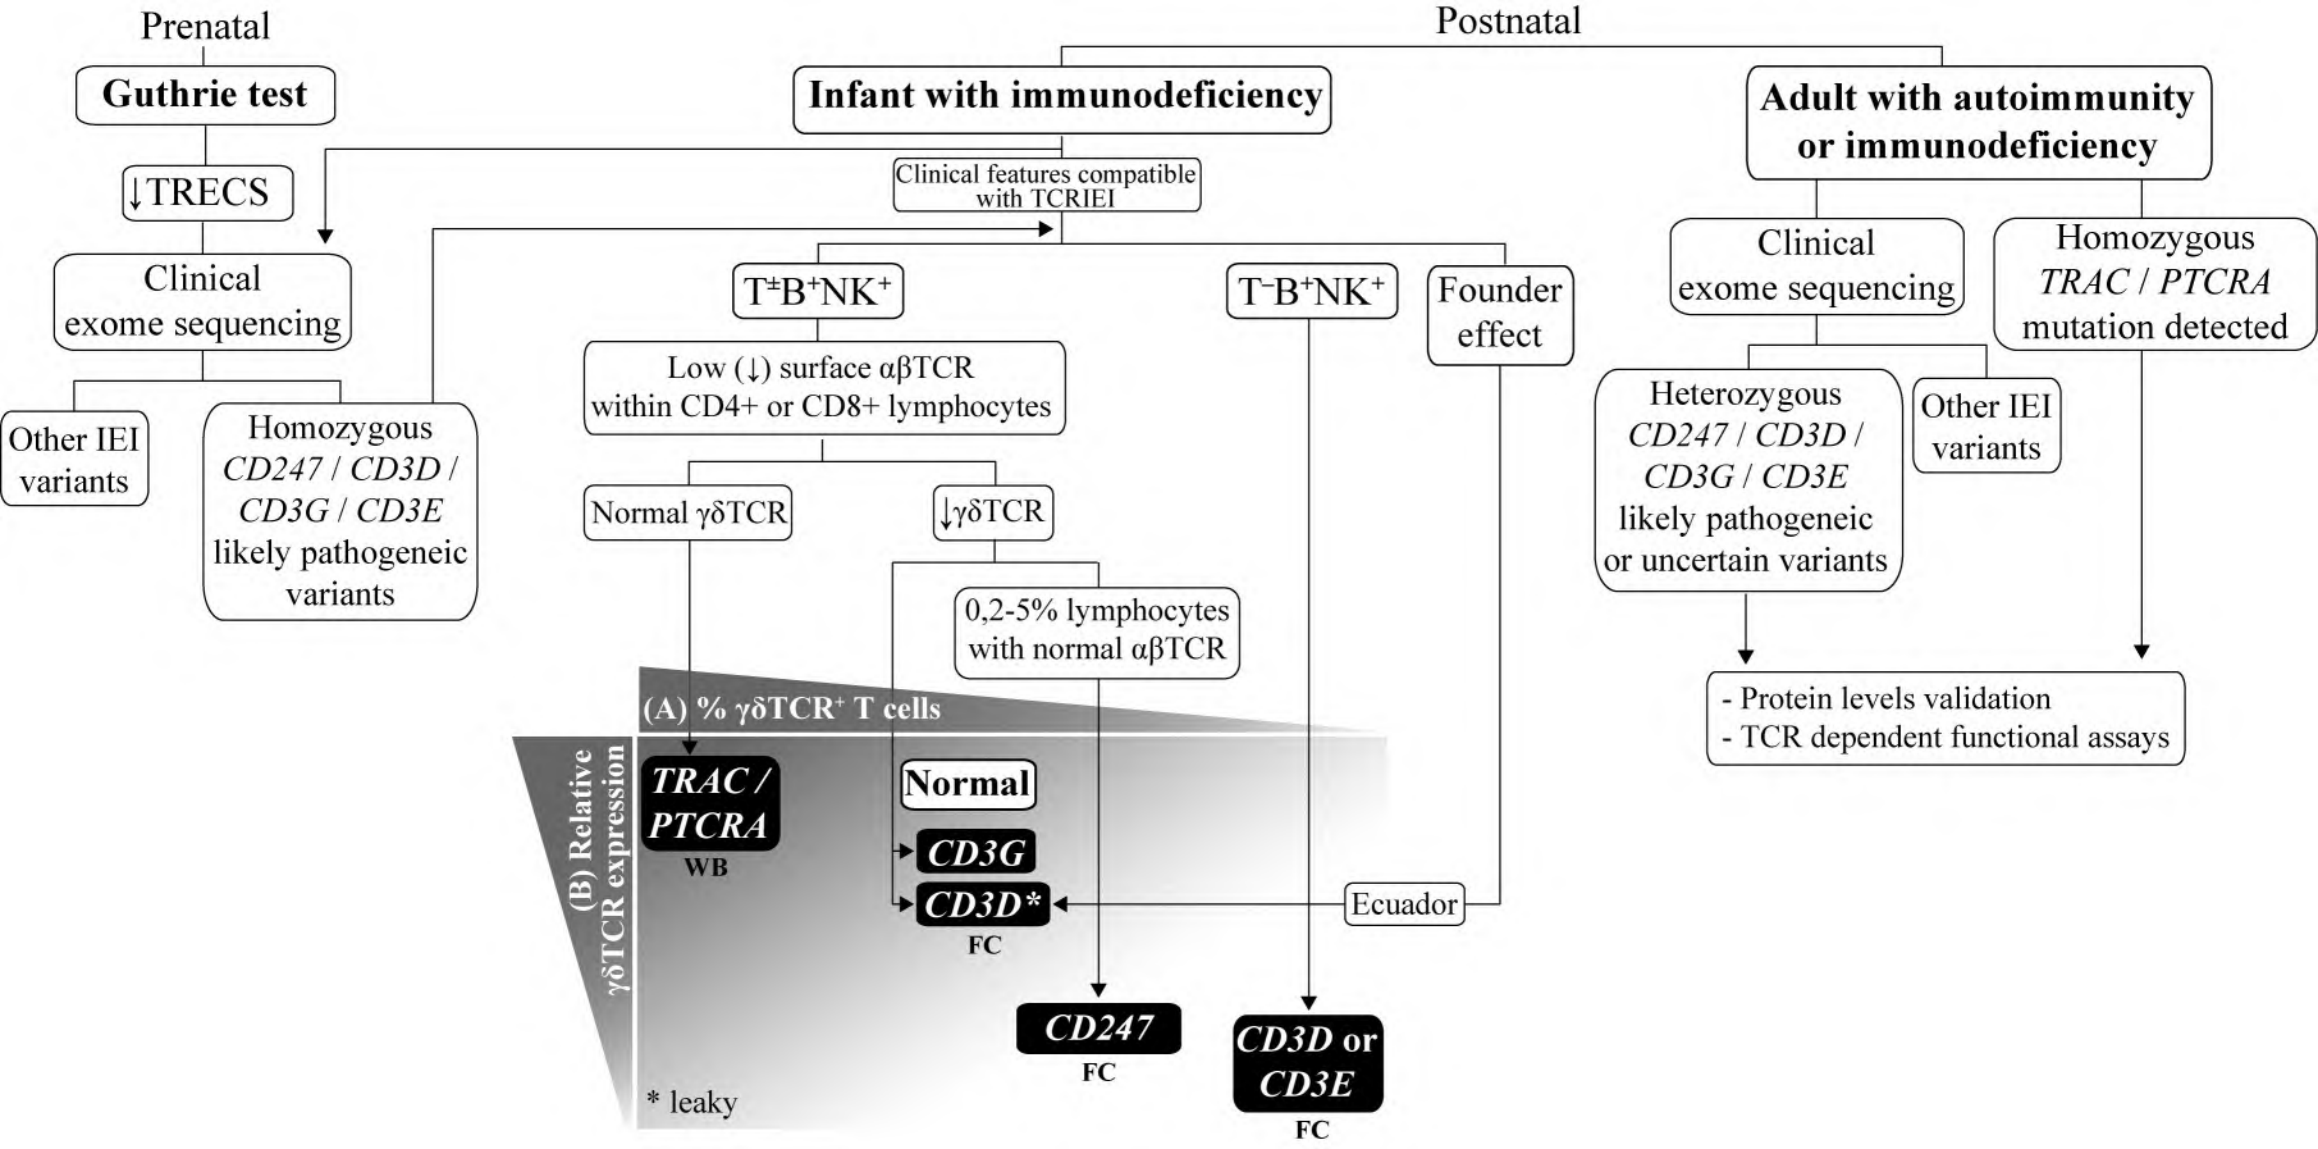 Prenatal
Guthrie test
↓TRECS
Clinical
exome sequencing
Other IEI
variants
Homozygous
CD247 / CD3D /
CD3G / CD3E
likely pathogeneic
variants
Postnatal
Infant with immunodeficiency
Clinical features compatible
with TCRIEI
T±B⁺NK⁺
T⁻B⁺NK⁺
Founder
effect
Low (↓) surface αβTCR
within CD4+ or CD8+ lymphocytes
Normal γδTCR
↓γδTCR
0,2-5% lymphocytes
with normal αβTCR
(A) % γδTCR⁺ T cells
(B) Relative
γδTCR expression
TRAC /
PTCRA
WB
Normal
CD3G
CD3D*
FC
Ecuador
CD247
FC
CD3D or
CD3E
FC
* leaky
Adult with autoimmunity
or immunodeficiency
Clinical
exome sequencing
Homozygous
TRAC / PTCRA
mutation detected
Heterozygous
CD247 / CD3D /
CD3G / CD3E
likely pathogeneic
or uncertain variants
Other IEI
variants
- Protein levels validation
- TCR dependent functional assays